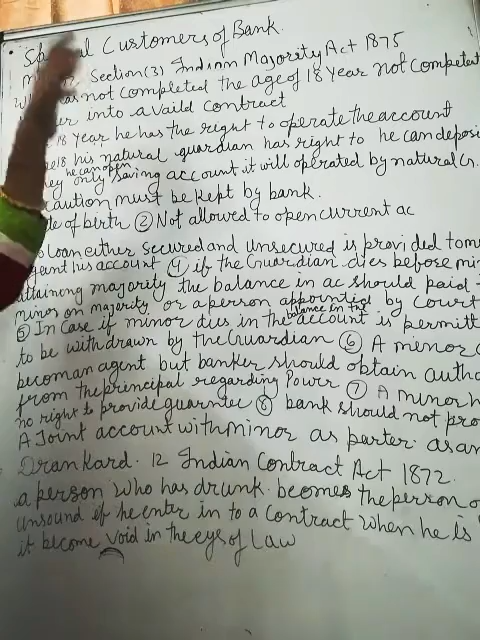 Customers of Bank.
Section(3) Indian Majority Act 1875
not completed the age of 18 Year not Competent
into a Vaild Contract
18 Year he has the right to operate the account
18 his natural guardian has right to he can deposi
he can open
only saving account it will operated by natural G.
caution must be kept by bank.
of birth ② Not allowed to open current ac
loan either secured and unsecured is provided to m
his account ④ if the Guardian dies before mi
attaining majority the balance in ac should paid
minor on majority or a person appointed by court
balance in the
⑤ In Case if minor dies in the account is permitt
to be withdrawn by the Guardian ⑥ A menor c
becoman agent but banker should obtain autho
from the principal regarding Power ⑦ A minor h
no right to provide guarntee ⑧ bank should not pro
A Joint account with minor as parter. as an
Drankard. 12 Indian Contract Act 1872.
a person who has drunk. becomes the person o
unsound if he enter in to a Contract when he is
it become void in the eys of Law